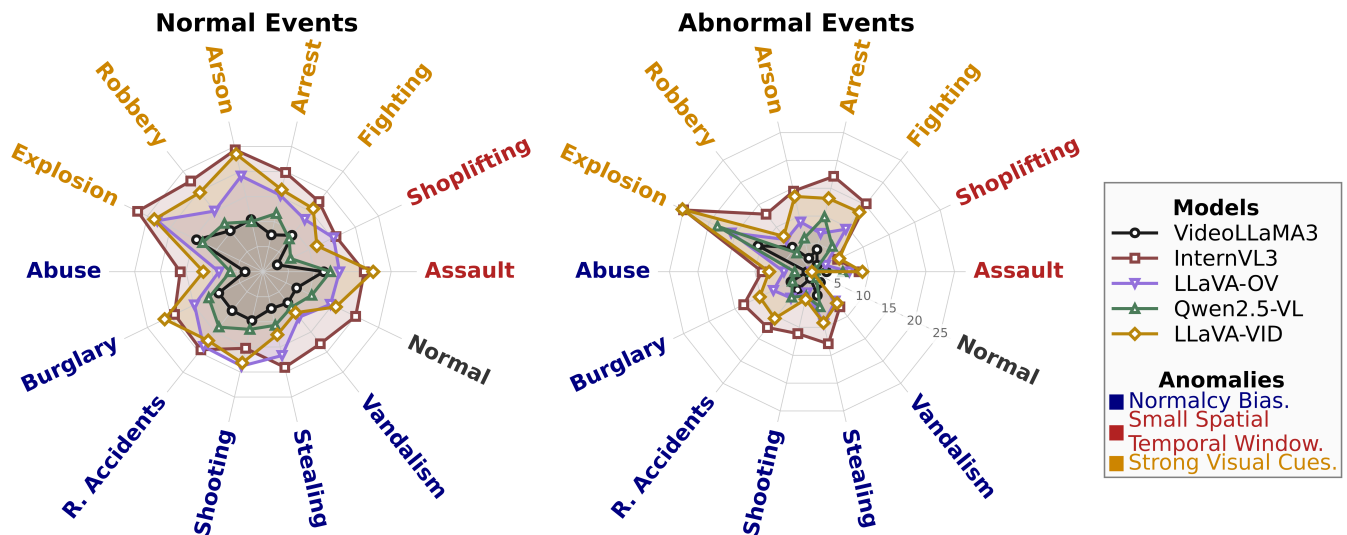 Normal Events
Abnormal Events
Arson
Arrest
Robbery
Fighting
Explosion
Shoplifting
Abuse
Assault
Burglary
Normal
R. Accidents
Vandalism
Shooting
Stealing
Arson
Arrest
Robbery
Fighting
Explosion
Shoplifting
Abuse
Assault
5
10
15
20
25
Burglary
Normal
R. Accidents
Vandalism
Shooting
Stealing
Models
VideoLLaMA3
InternVL3
LLaVA-OV
Qwen2.5-VL
LLaVA-VID
Anomalies
Normalcy Bias.
Small Spatial
Temporal Window.
Strong Visual Cues.